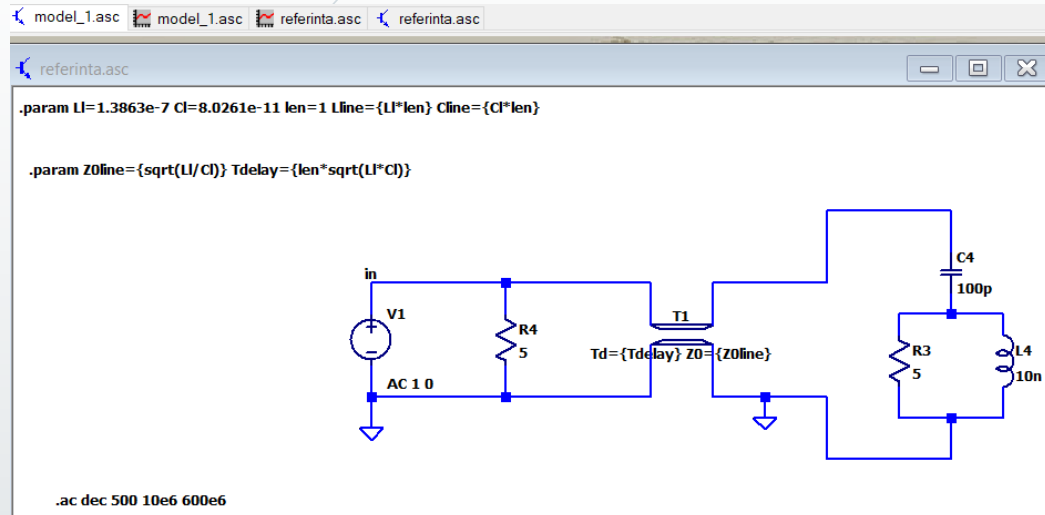 model_1.asc model_1.asc referinta.asc referinta.asc
referinta.asc
.param Ll=1.3863e-7 Cl=8.0261e-11 len=1 Lline={Ll*len} Cline={Cl*len}
.param Z0line={sqrt(Ll/Cl)} Tdelay={len*sqrt(Ll*Cl)}
in
V1
AC 1 0
R4
5
T1
Td={Tdelay} Z0={Z0line}
C4
100p
R3
5
L4
10n
.ac dec 500 10e6 600e6